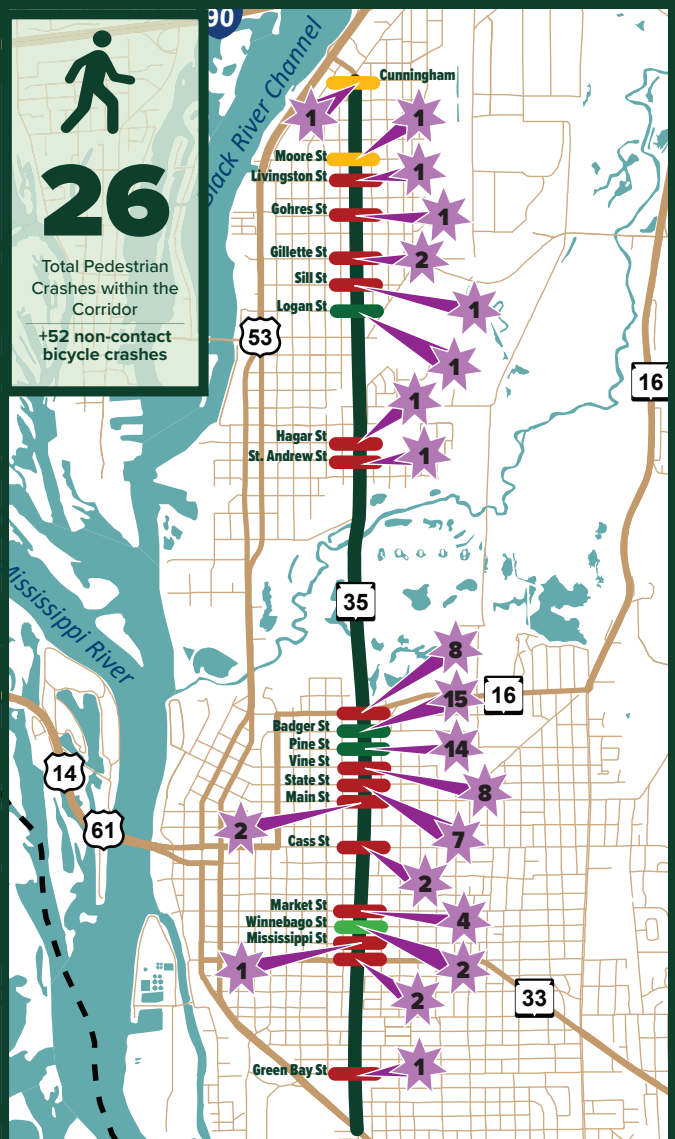 90
Black River Channel
26
Total Pedestrian
Crashes within the
Corridor
+52 non-contact
bicycle crashes
Cunningham
1
1
Moore St
Livingston St
1
Gohres St
1
Gillette St
2
Sill St
1
Logan St
1
53
16
1
Hagar St
St. Andrew St
1
Mississippi River
35
8
15
16
Badger St
Pine St
14
Vine St
State St
8
Main St
14
61
2
7
Cass St
2
Market St
4
Winnebago St
Mississippi St
1
2
2
33
Green Bay St
1